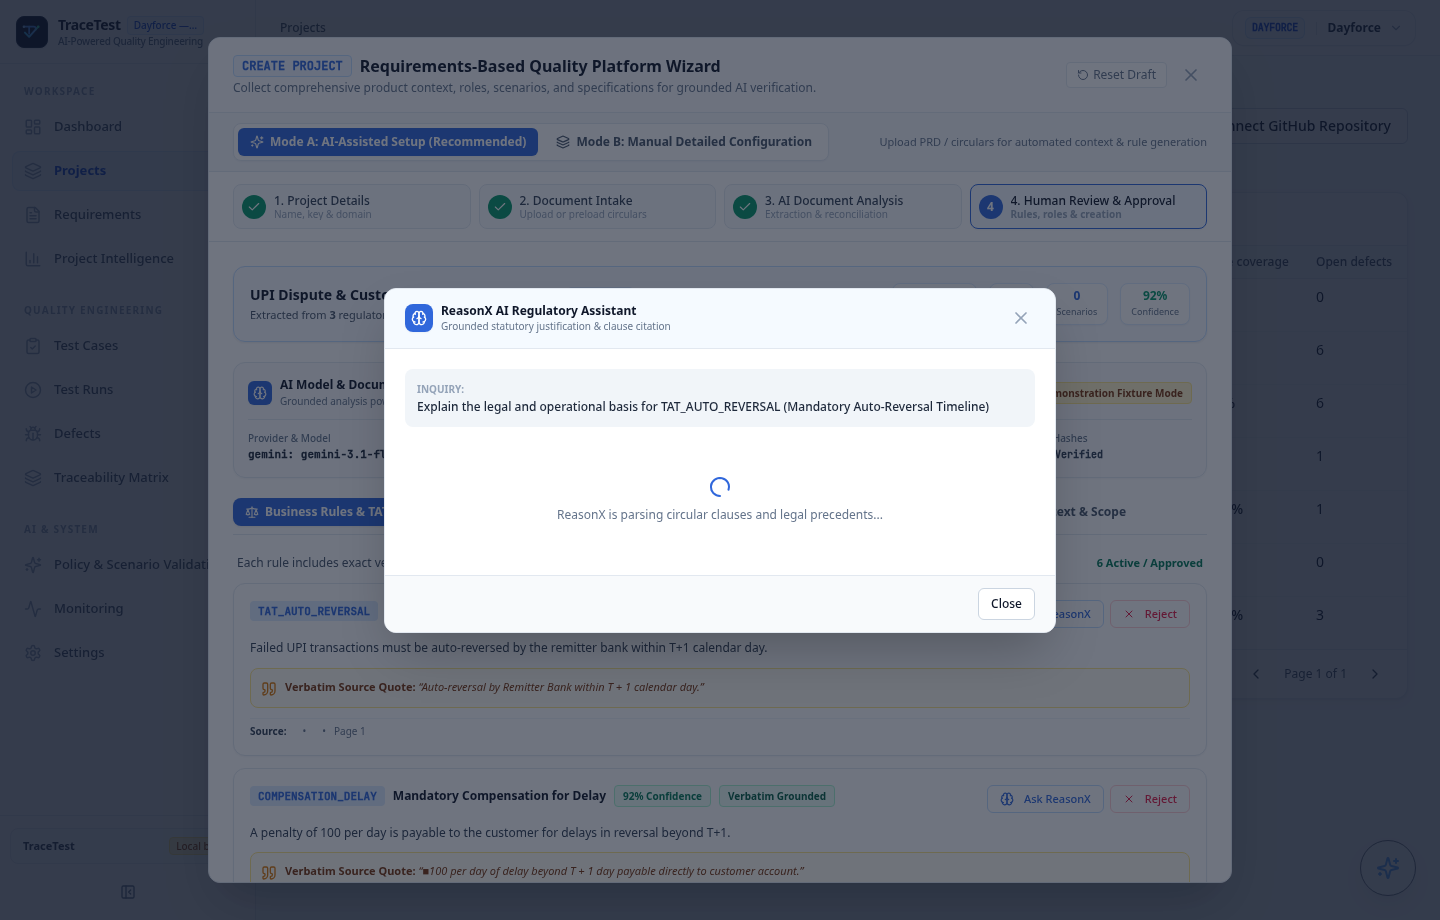 TraceTest Dayforce —...
AI-Powered Quality Engineering
WORKSPACE
Dashboard
Projects
Requirements
Project Intelligence
QUALITY ENGINEERING
Test Cases
Test Runs
Defects
Traceability Matrix
AI & SYSTEM
Policy & Scenario Validati
Monitoring
Settings
TraceTest Local b
Projects
DAYFORCE Dayforce
nnect GitHub Repository
coverage Open defects
0
6
6
1
% 1
0
% 3
Page 1 of 1
CREATE PROJECT Requirements-Based Quality Platform Wizard
Collect comprehensive product context, roles, scenarios, and specifications for grounded AI verification.
Reset Draft
Mode A: AI-Assisted Setup (Recommended) Mode B: Manual Detailed Configuration
Upload PRD / circulars for automated context & rule generation
1. Project Details
Name, key & domain
2. Document Intake
Upload or preload circulars
3. AI Document Analysis
Extraction & reconciliation
4 4. Human Review & Approval
Rules, roles & creation
UPI Dispute & Custo
Extracted from 3 regulator
0
Scenarios
92%
Confidence
AI Model & Docum
Grounded analysis po
monstration Fixture Mode
Provider & Model
gemini: gemini-3.1-fl
Hashes
Verified
Business Rules & TAT
ext & Scope
Each rule includes exact ve
6 Active / Approved
TAT_AUTO_REVERSAL
easonX Reject
Failed UPI transactions must be auto-reversed by the remitter bank within T+1 calendar day.
Verbatim Source Quote: "Auto-reversal by Remitter Bank within T + 1 calendar day."
Source: • • Page 1
COMPENSATION_DELAY Mandatory Compensation for Delay 92% Confidence Verbatim Grounded
Ask ReasonX Reject
A penalty of 100 per day is payable to the customer for delays in reversal beyond T+1.
Verbatim Source Quote: "■100 per day of delay beyond T + 1 day payable directly to customer account."
ReasonX AI Regulatory Assistant
Grounded statutory justification & clause citation
INQUIRY:
Explain the legal and operational basis for TAT_AUTO_REVERSAL (Mandatory Auto-Reversal Timeline)
ReasonX is parsing circular clauses and legal precedents...
Close